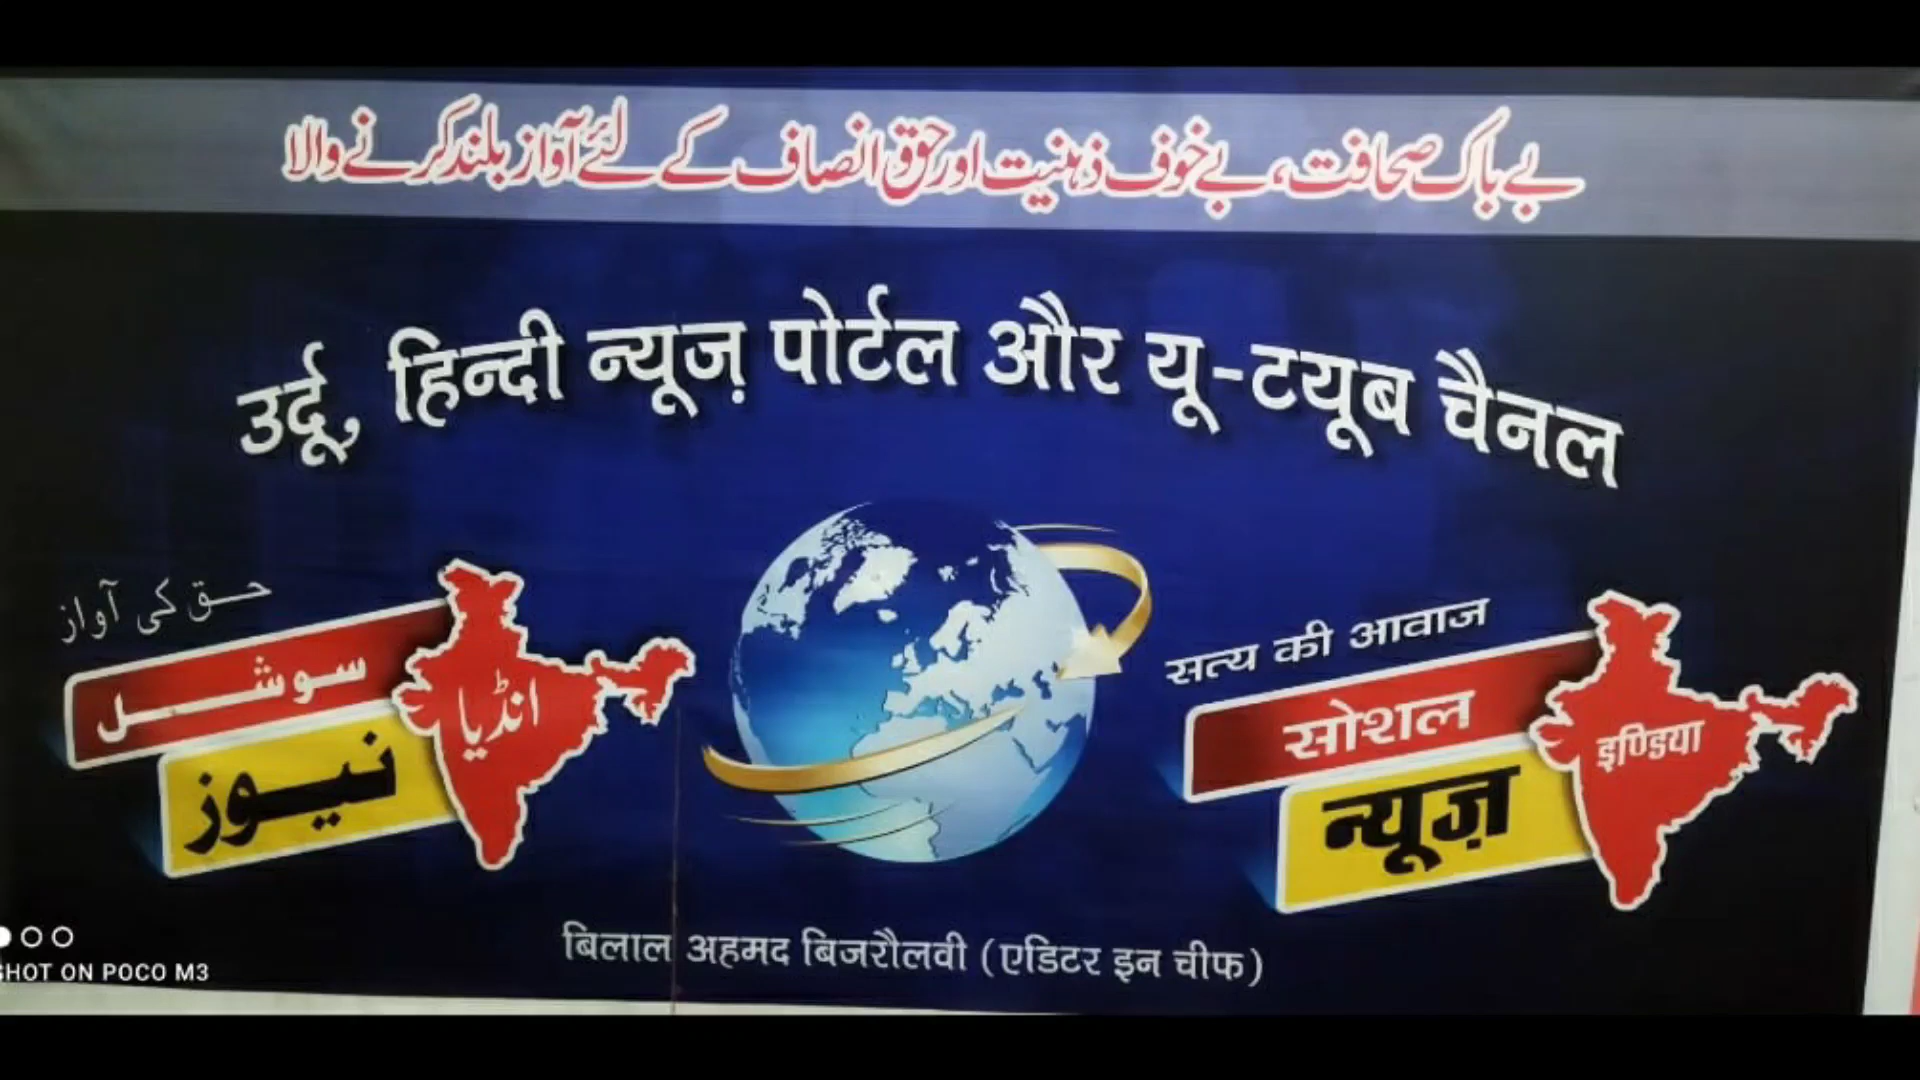 بے باک صحافت، بے خوف ذہنیت اور حق و انصاف کے لئے آواز بلند کرنے والا
उर्दू, हिन्दी न्यूज़ पोर्टल और यू-टयूब चैनल
حق کی آواز
سوشل
نیوز
انڈیا
सत्य की आवाज
सोशल
न्यूज़
इण्डिया
बिलाल अहमद बिजरौलवी (एडिटर इन चीफ)
SHOT ON POCO M3